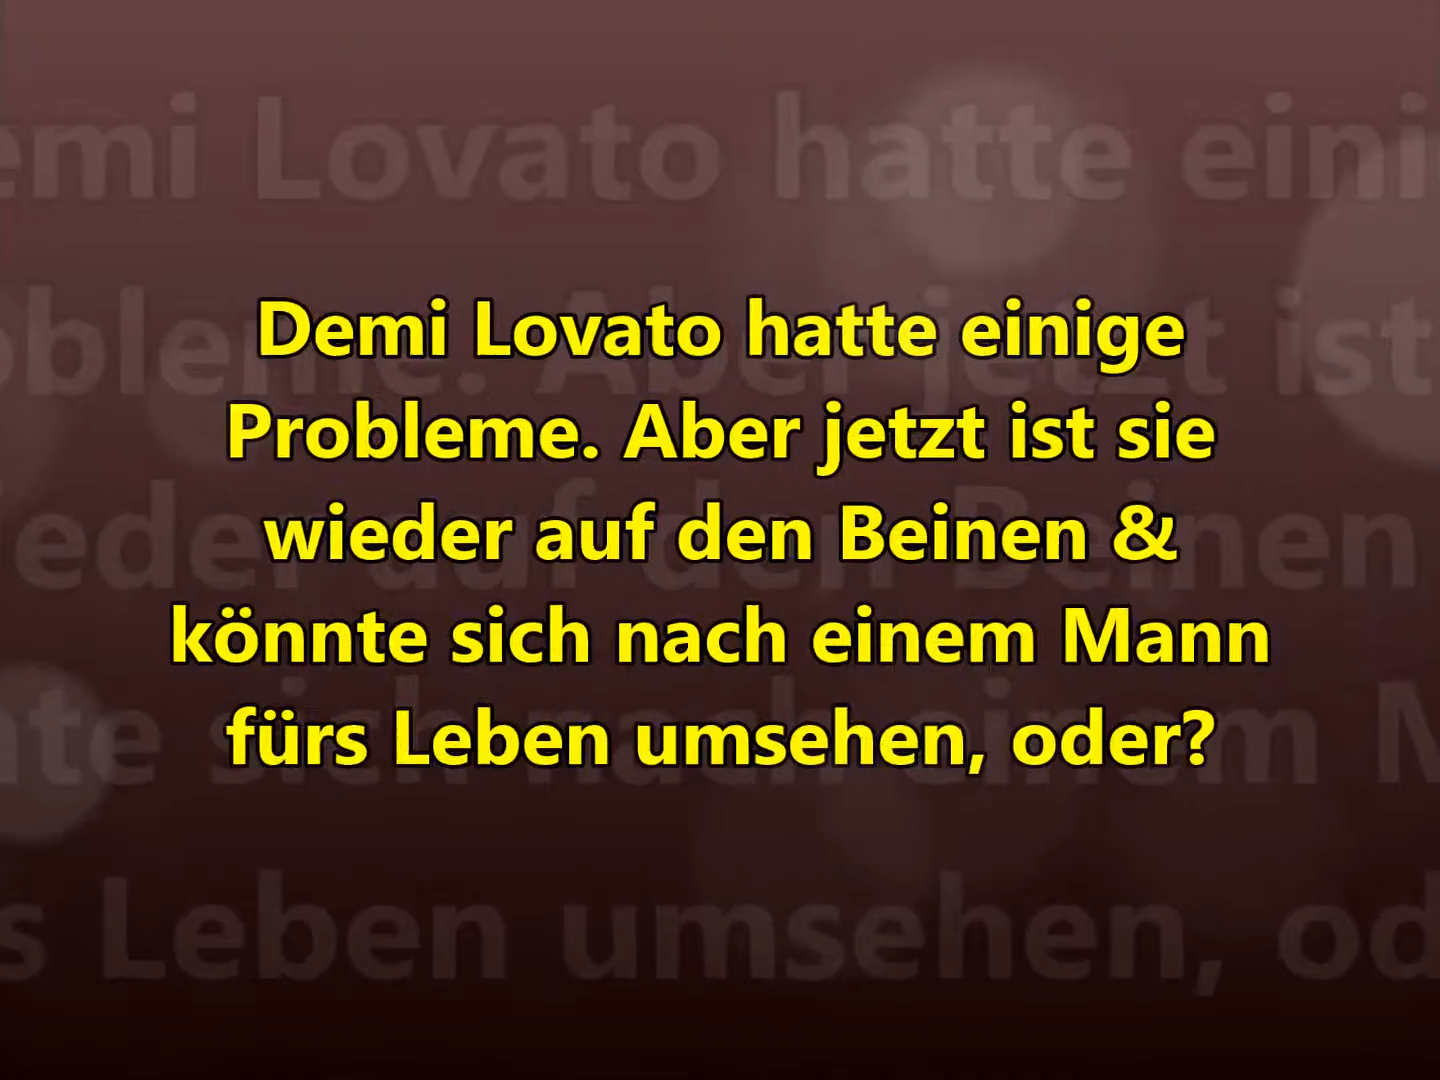 Demi Lovato hatte einige
Probleme. Aber jetzt ist sie
wieder auf den Beinen &
könnte sich nach einem Mann
fürs Leben umsehen, oder?